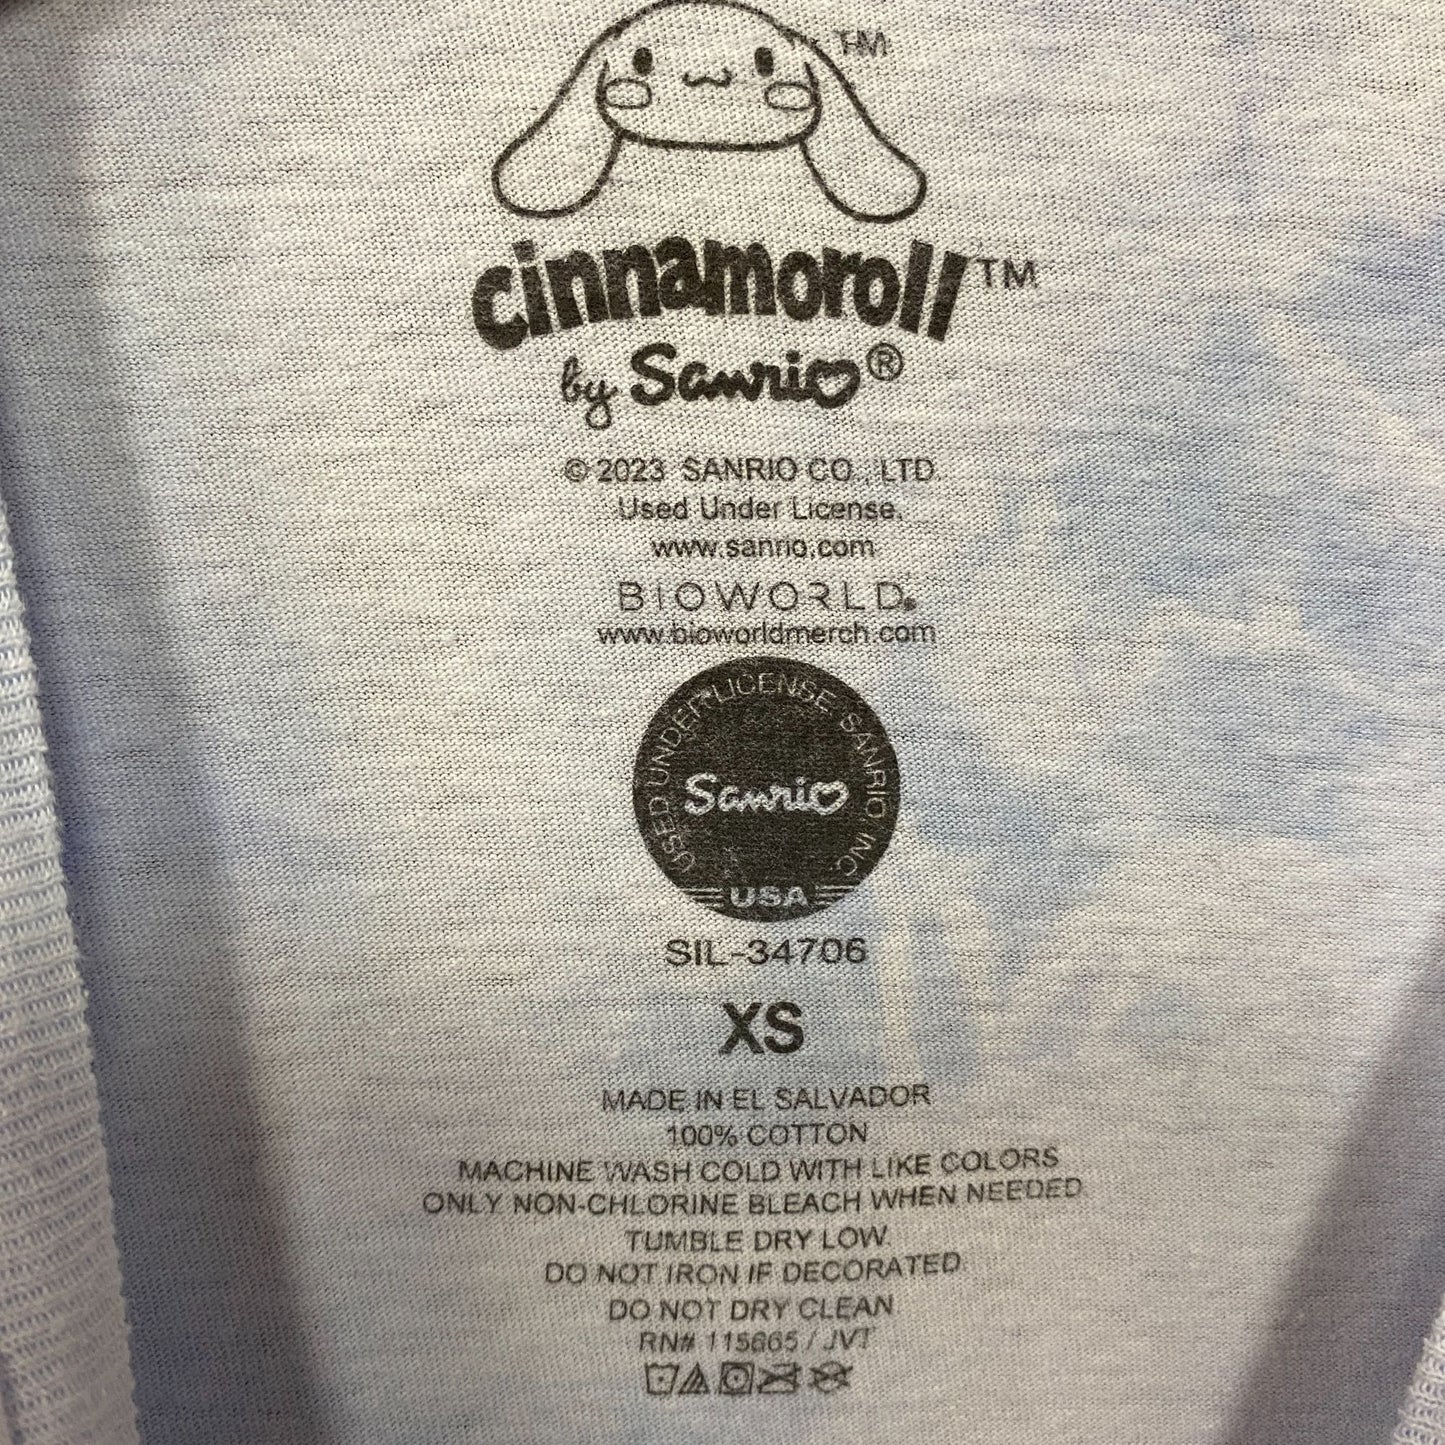 TM
cinnamoroll TM
by Sanrio ®
© 2023 SANRIO CO., LTD.
Used Under License.
www.sanrio.com
BIOWORLD®
www.bioworldmerch.com
USED UNDER LICENSE SANRIO, INC.
Sanrio
USA
SIL-34706
XS
MADE IN EL SALVADOR
100% COTTON
MACHINE WASH COLD WITH LIKE COLORS
ONLY NON-CHLORINE BLEACH WHEN NEEDED
TUMBLE DRY LOW.
DO NOT IRON IF DECORATED.
DO NOT DRY CLEAN.
RN# 115665 / JVT